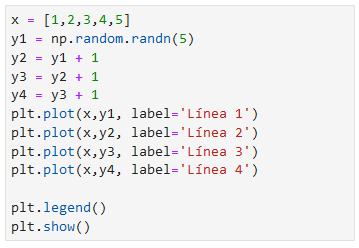 x = [1,2,3,4,5]
y1 = np.random.randn(5)
y2 = y1 + 1
y3 = y2 + 1
y4 = y3 + 1
plt.plot(x,y1, label='Línea 1')
plt.plot(x,y2, label='Línea 2')
plt.plot(x,y3, label='Línea 3')
plt.plot(x,y4, label='Línea 4')
plt.legend()
plt.show()